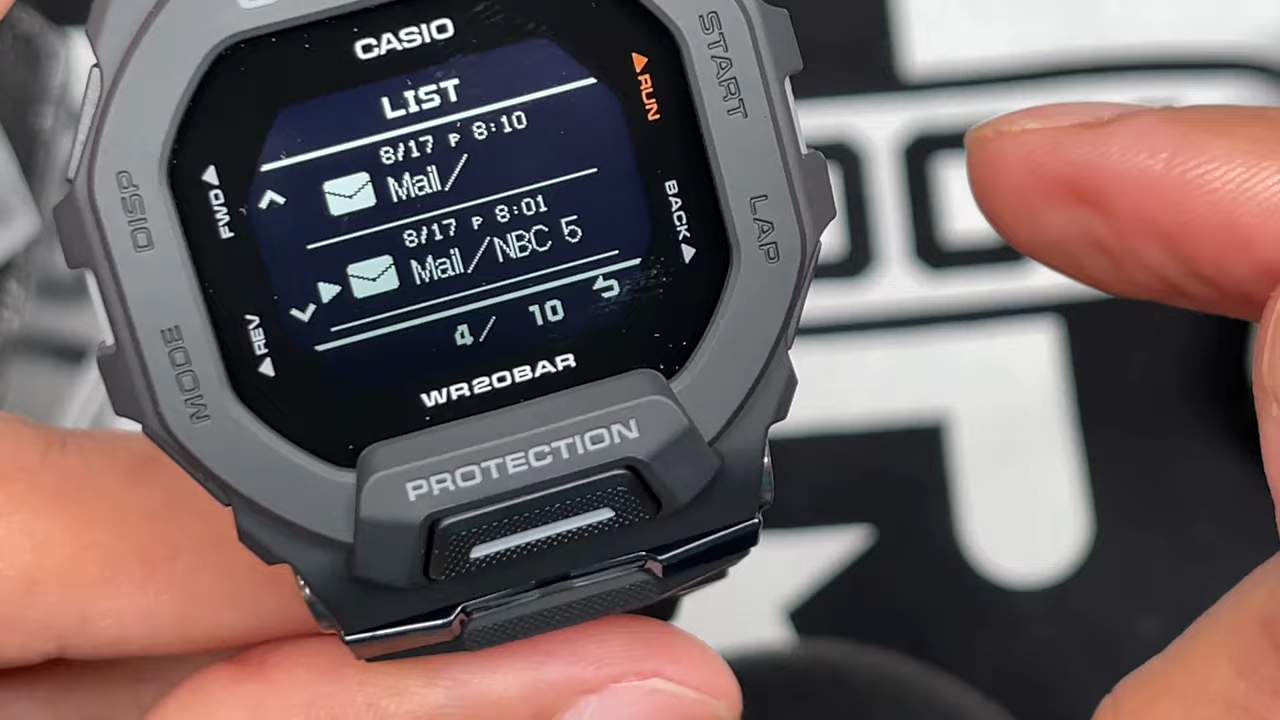 CASIO
LIST
8/17 P 8:10
Mail/
8/17 P 8:01
Mail/NBC 5
4/ 10
WR20BAR
PROTECTION
DISP
MODE
FWD
REV
START
RUN
BACK
LAP